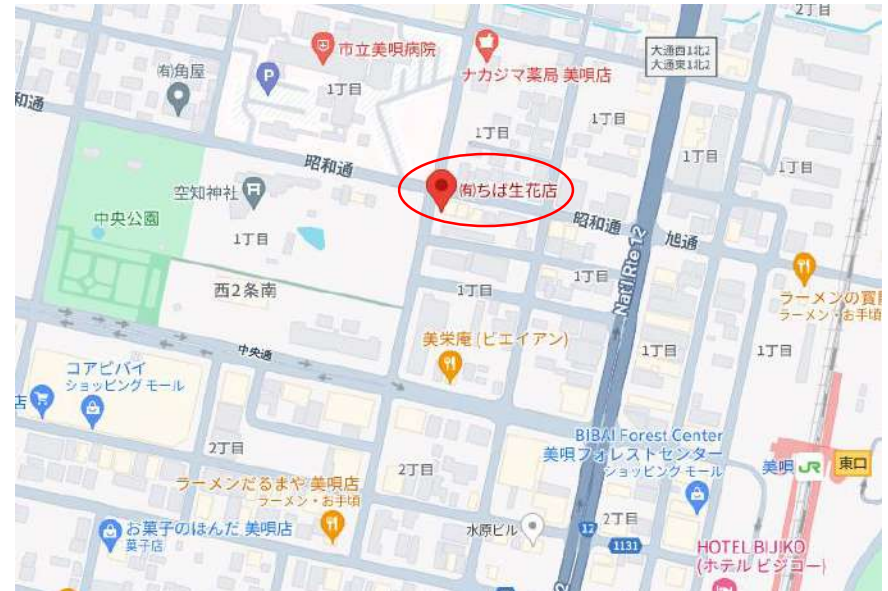 2丁目
大通西1北2
大通東1北2
市立美唄病院
ナカジマ薬局 美唄店
(有)角屋
P
1丁目
和通
1丁目
1丁目
1丁目
1丁目
昭和通
(有)ちば生花店
空知神社
中央公園
昭和通
旭通
1丁目
西2条南
1丁目
1丁目
Nat'l Rte 12
ラーメン・お手頃
美栄庵 (ビエイアン)
中央通
1丁目
1丁目
コアビバイ
ショッピング モール
店
BIBAI Forest Center
美唄フォレストセンター
ショッピング モール
2丁目
2丁目
美唄
JR
東口
ラーメンだるまや 美唄店
ラーメン・お手頃
お菓子のほんだ 美唄店
菓子店
水原ビル
12
2丁目
1131
HOTEL BIJIKO
(ホテル ビジコー)